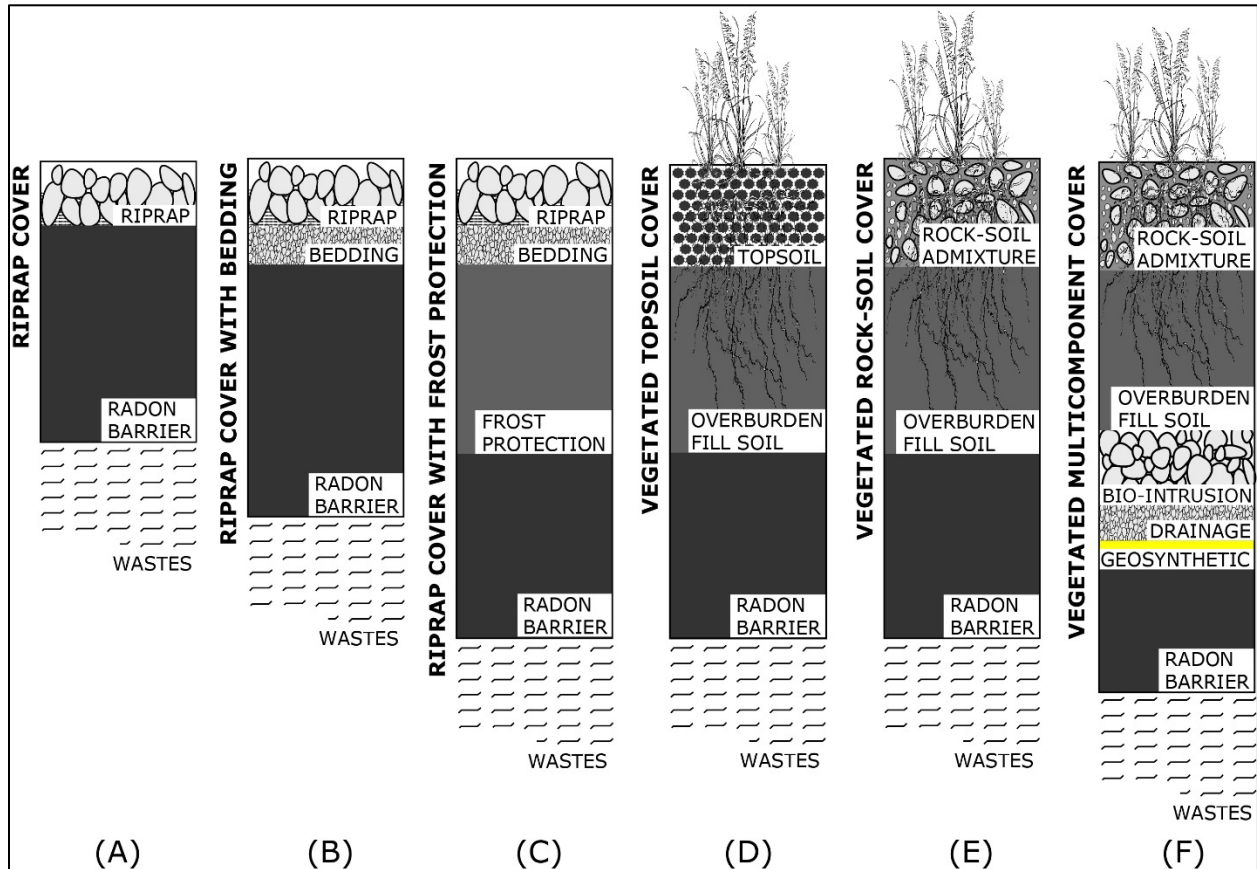 RIPRAP COVER
RIPRAP
RADON
BARRIER
WASTES
(A)
RIPRAP COVER WITH BEDDING
RIPRAP
BEDDING
RADON
BARRIER
WASTES
(B)
RIPRAP COVER WITH FROST PROTECTION
RIPRAP
BEDDING
FROST
PROTECTION
RADON
BARRIER
WASTES
(C)
VEGETATED TOPSOIL COVER
TOPSOIL
OVERBURDEN
FILL SOIL
RADON
BARRIER
WASTES
(D)
VEGETATED ROCK-SOIL COVER
ROCK-SOIL
ADMIXTURE
OVERBURDEN
FILL SOIL
RADON
BARRIER
WASTES
(E)
VEGETATED MULTICOMPONENT COVER
ROCK-SOIL
ADMIXTURE
OVERBURDEN
FILL SOIL
BIO-INTRUSION
DRAINAGE
GEOSYNTHETIC
RADON
BARRIER
WASTES
(F)